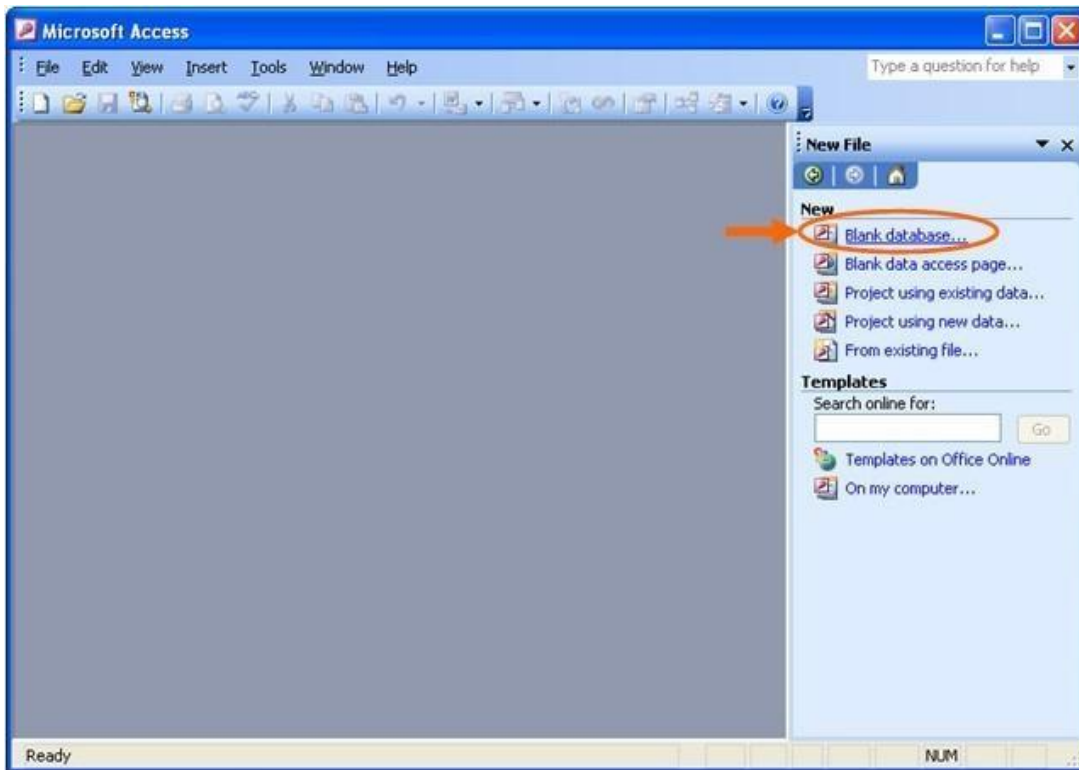 Microsoft Access
File Edit View Insert Tools Window Help
Type a question for help
New File
New
Blank database...
Blank data access page...
Project using existing data...
Project using new data...
From existing file...
Templates
Search online for:
Go
Templates on Office Online
On my computer...
Ready
NUM